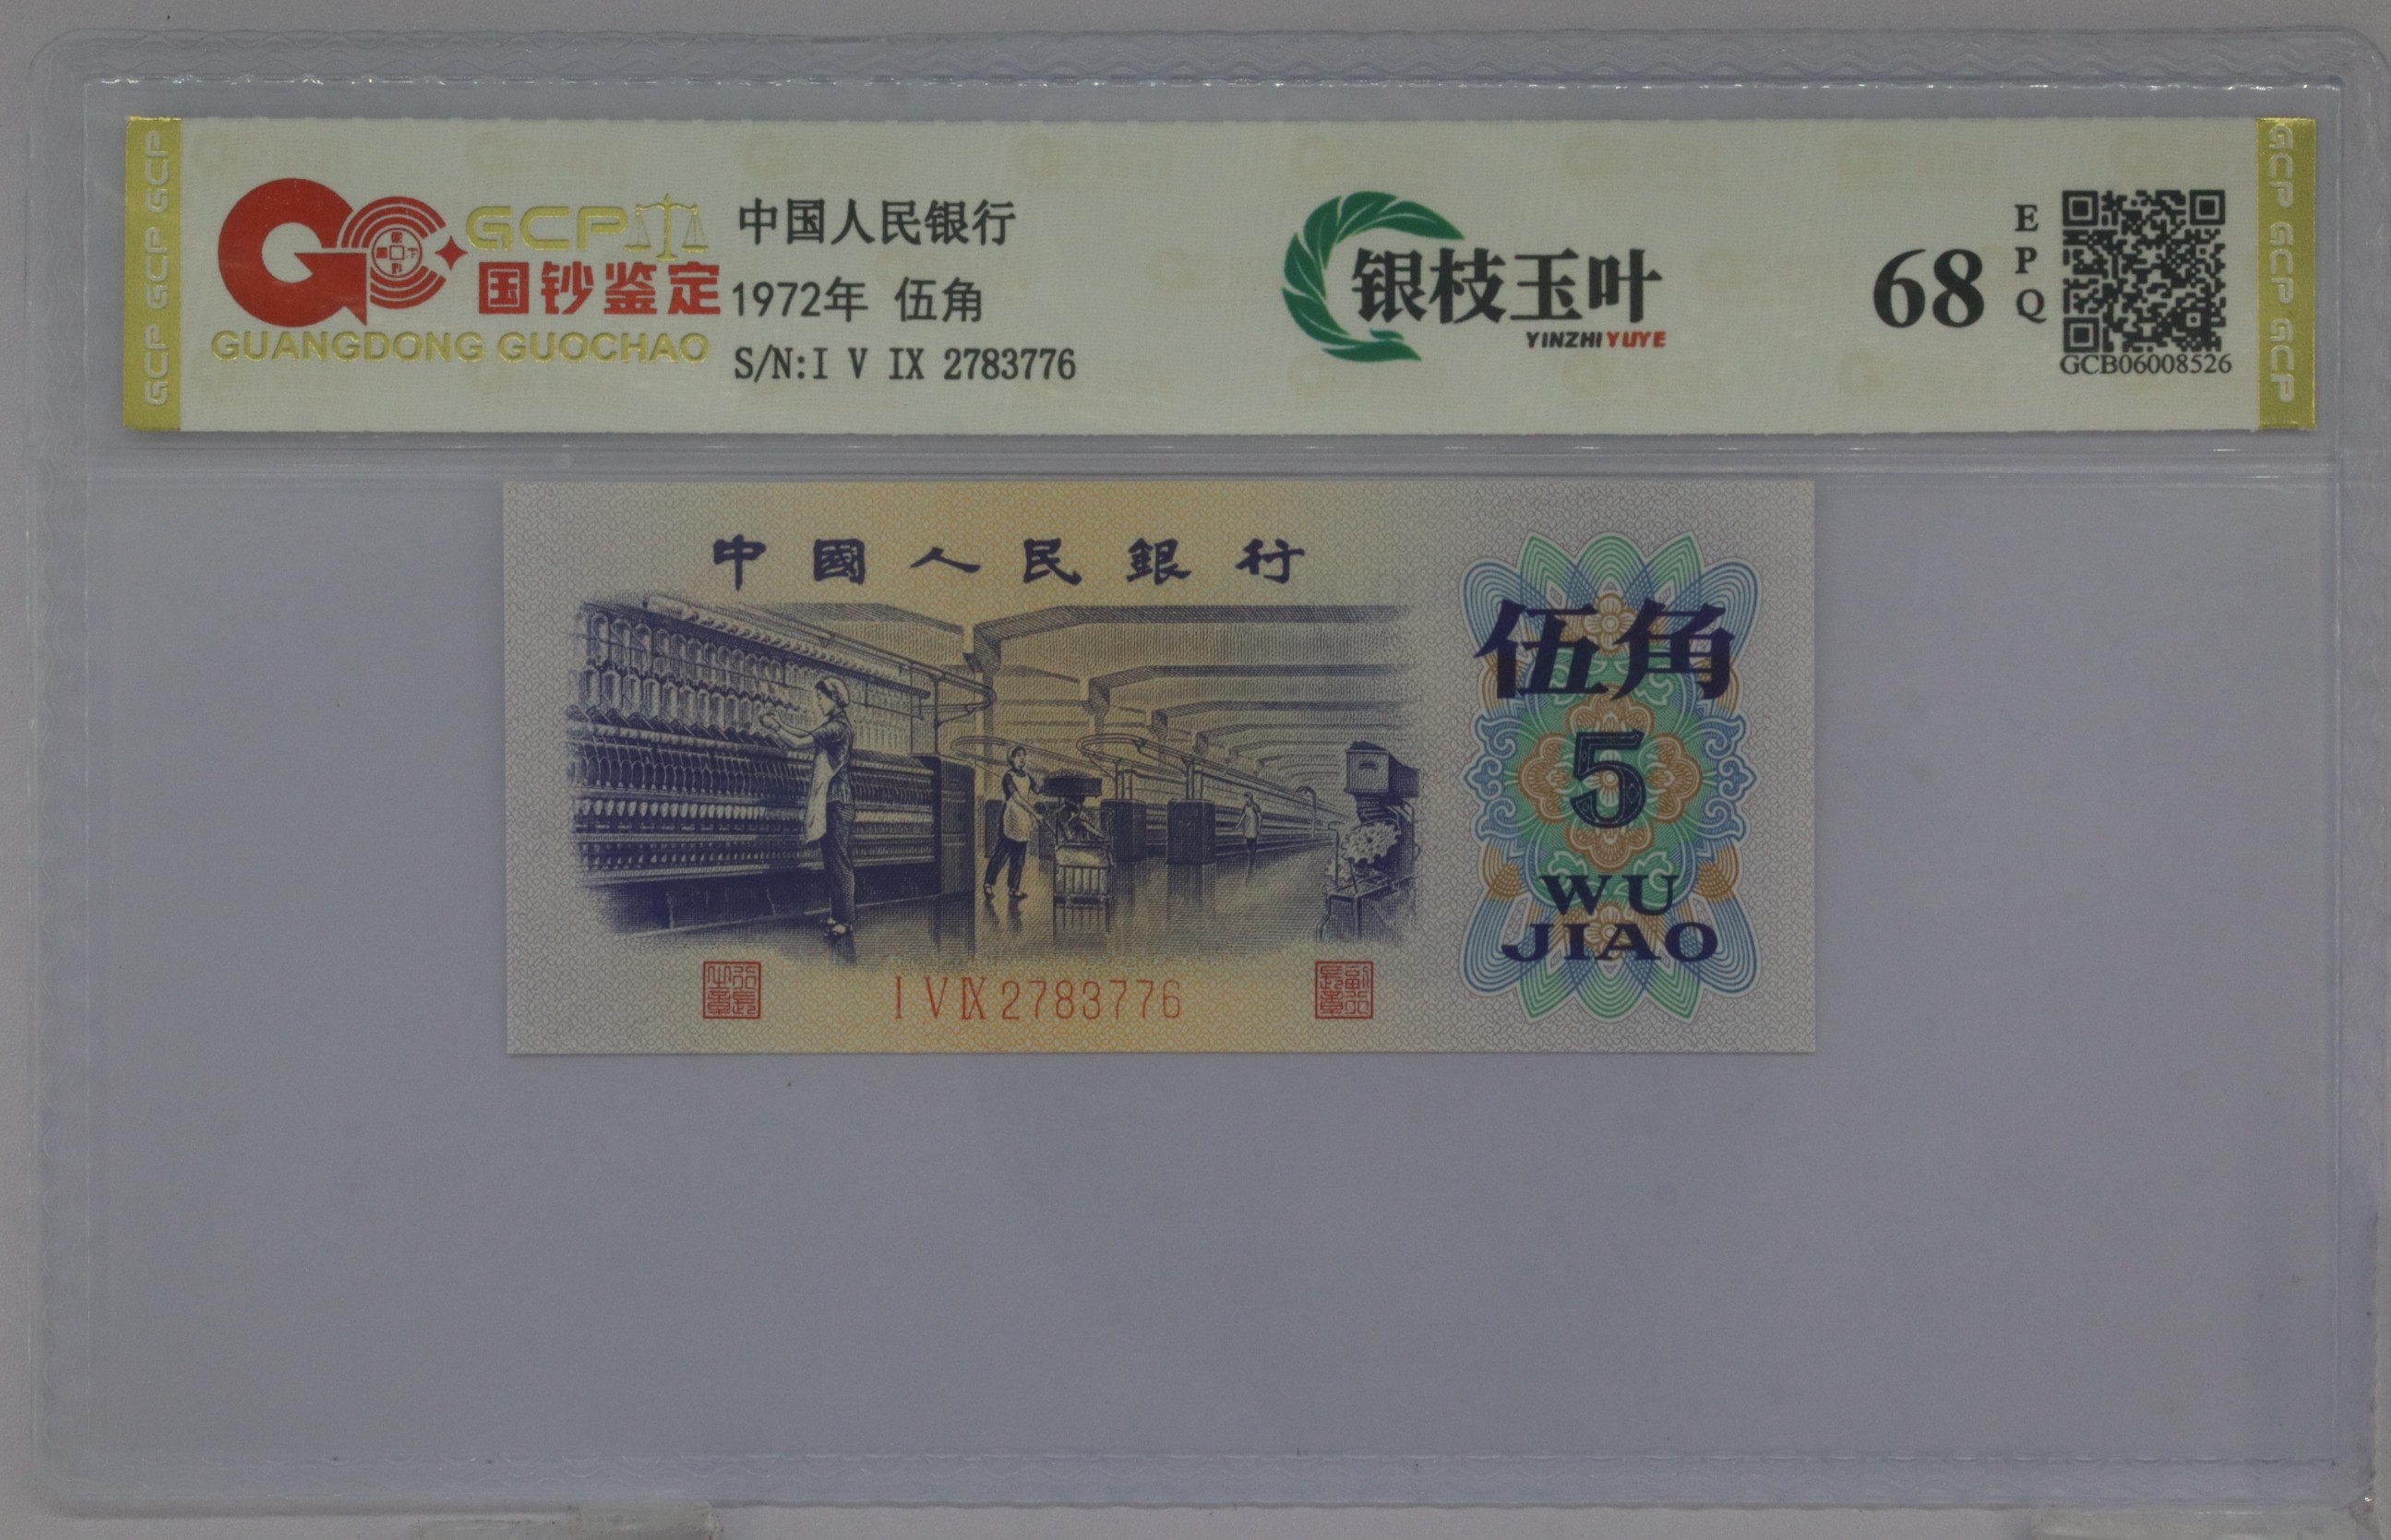 GCP GCP GCP
GCP
国钞鉴定
GUANGDONG GUOCHAO
中国人民银行
1972年 伍角
S/N:I V IX 2783776
银枝玉叶
YINZHI YUYE
68
EPQ
GCB06008526
GCP GCP GCP
中國人民銀行
伍角
5
WU
JIAO
I V IX 2783776